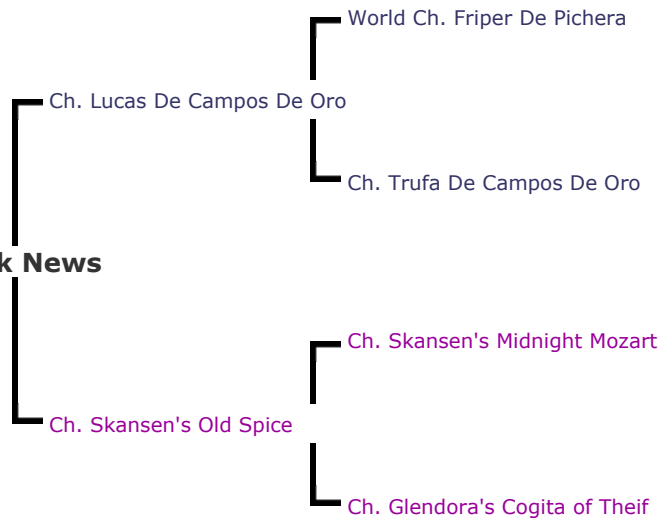 World Ch. Friper De Pichera
Ch. Lucas De Campos De Oro
Ch. Trufa De Campos De Oro
News
Ch. Skansen's Midnight Mozart
Ch. Skansen's Old Spice
Ch. Glendora's Cogita of Theif